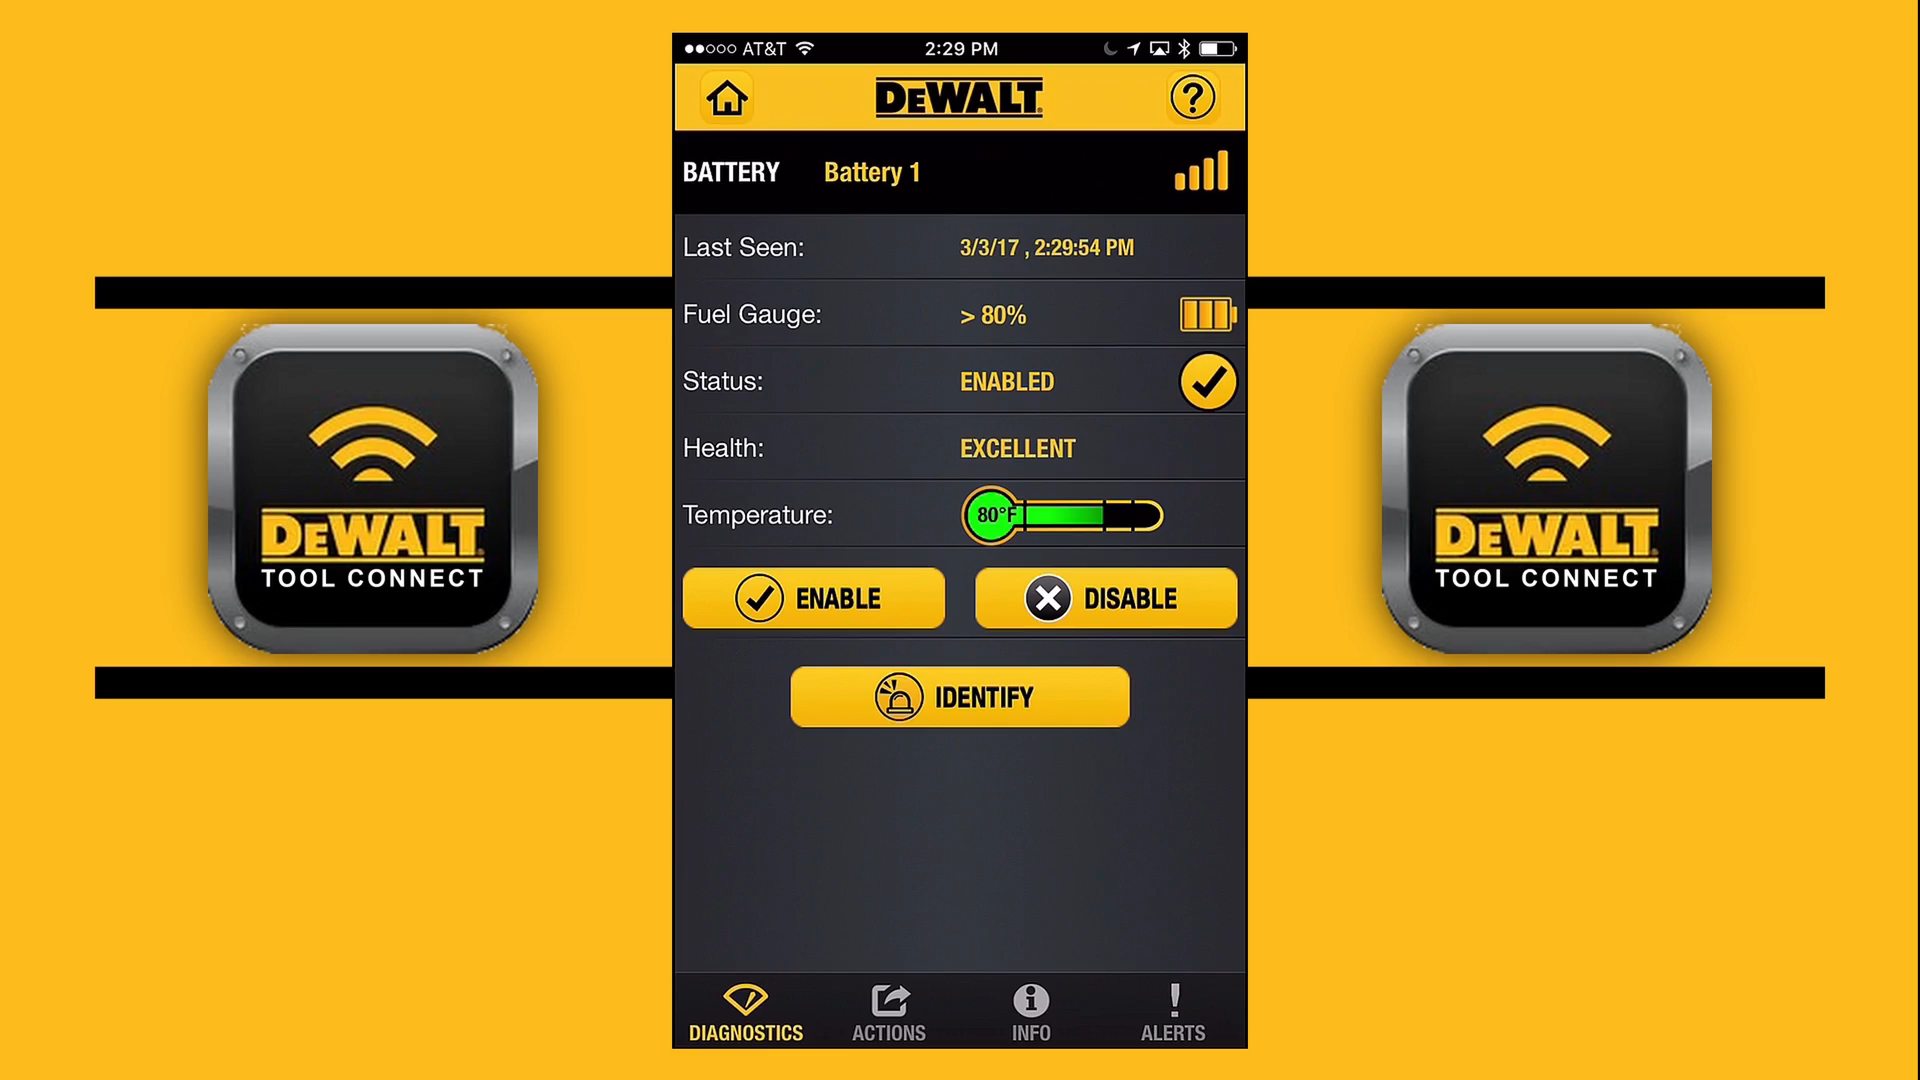 AT&T 2:29 PM
DEWALT
BATTERY Battery 1
Last Seen: 3/3/17 , 2:29:54 PM
Fuel Gauge: > 80%
Status: ENABLED
Health: EXCELLENT
Temperature: 80°F
ENABLE DISABLE
IDENTIFY
DIAGNOSTICS ACTIONS INFO ALERTS
DEWALT
TOOL CONNECT
DEWALT
TOOL CONNECT